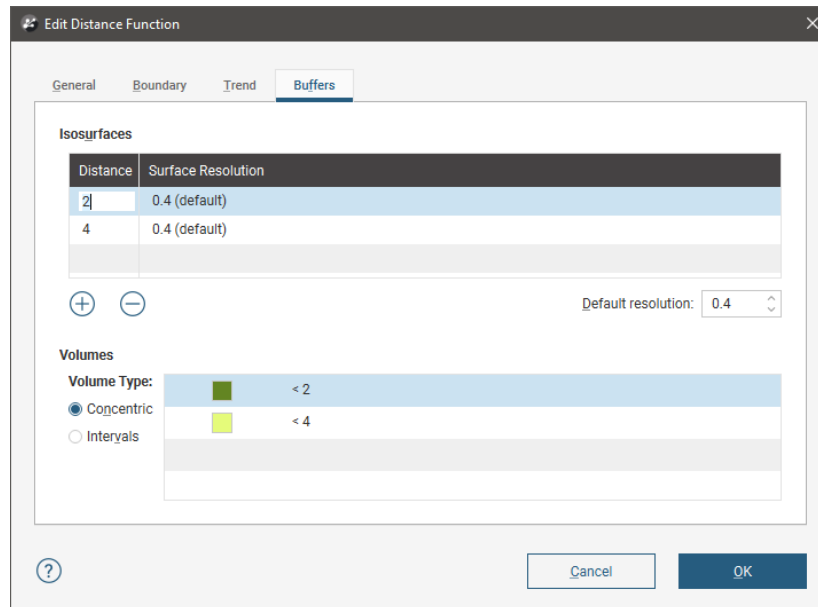 Edit Distance Function
General Boundary Trend Buffers
Isosurfaces
Distance Surface Resolution
2 0.4 (default)
4 0.4 (default)
Default resolution: 0.4
Volumes
Volume Type:
< 2
Concentric
< 4
Intervals
? Cancel OK